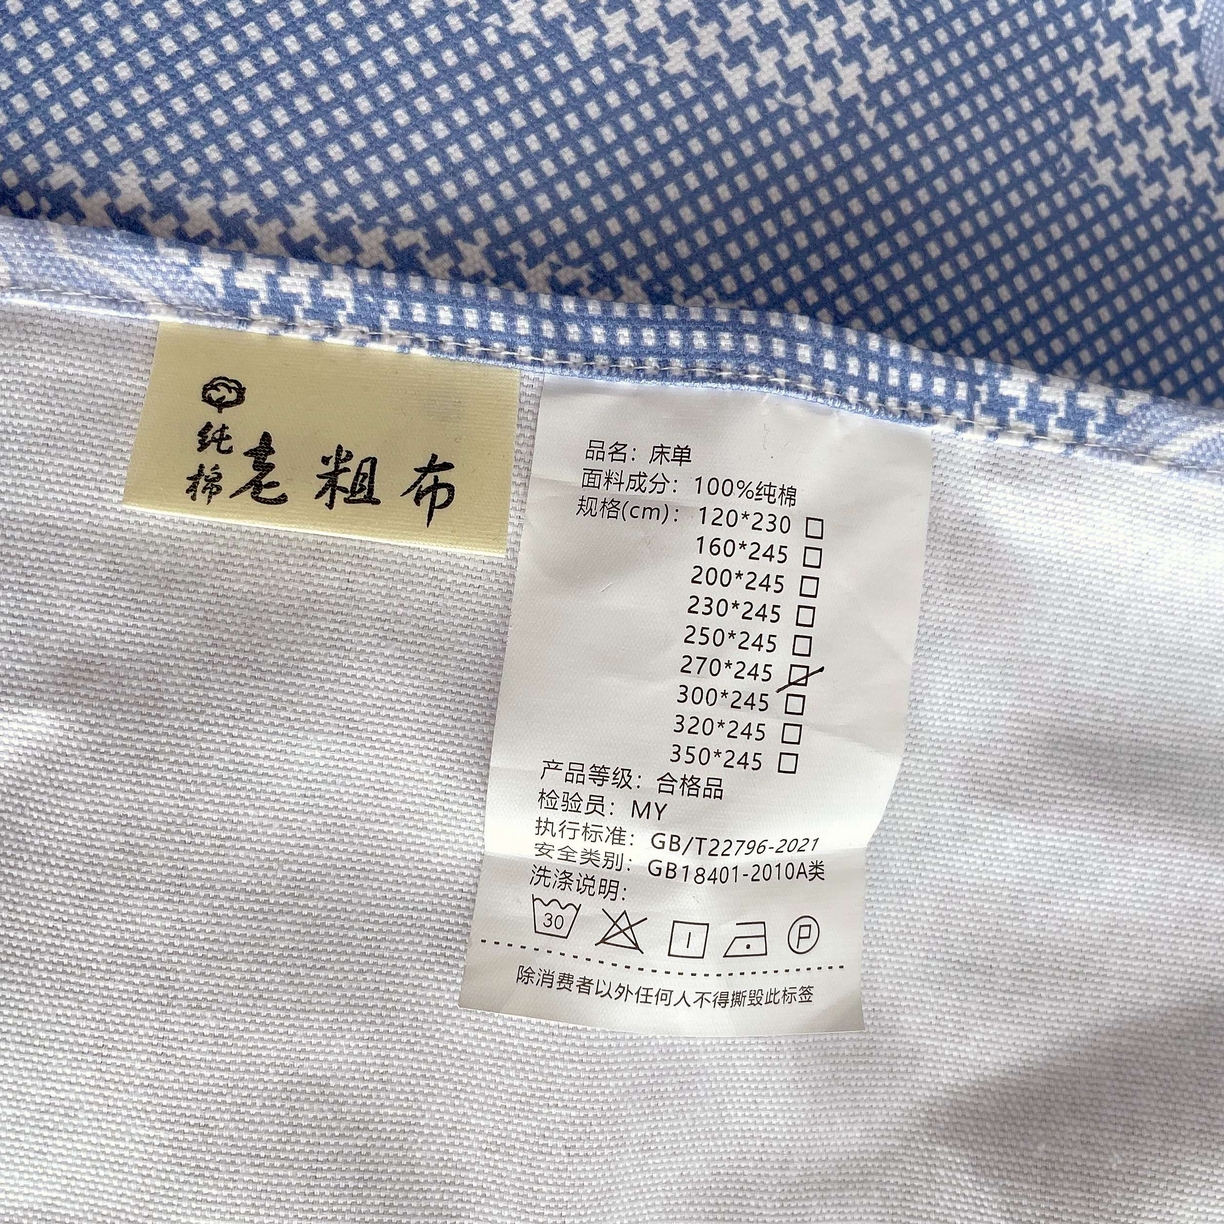 纯棉
老粗布
品名：床单
面料成分：100%纯棉
规格(cm)：120*230 □
160*245 □
200*245 □
230*245 □
250*245 □
270*245 □
300*245 □
320*245 □
350*245 □
产品等级：合格品
检验员：MY
执行标准：GB/T22796-2021
安全类别：GB18401-2010A类
洗涤说明：
30
P
除消费者以外任何人不得撕毁此标签